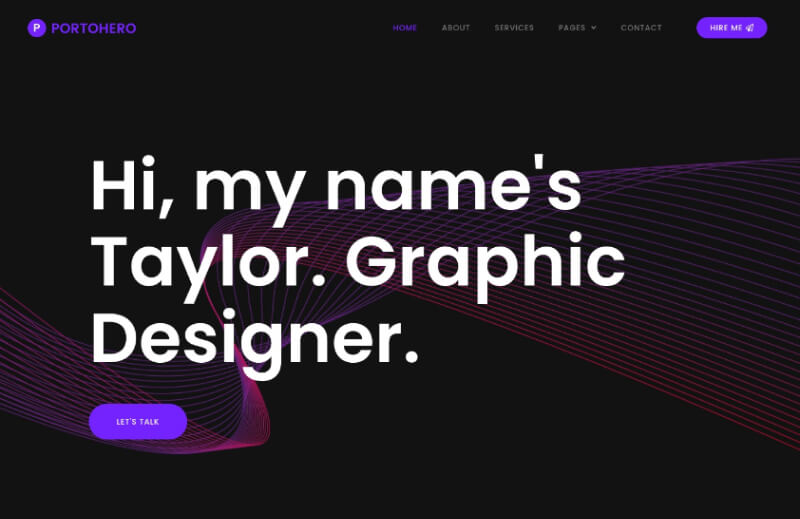 P PORTOHERO
HOME ABOUT SERVICES PAGES CONTACT HIRE ME
Hi, my name's
Taylor. Graphic
Designer.
LET'S TALK